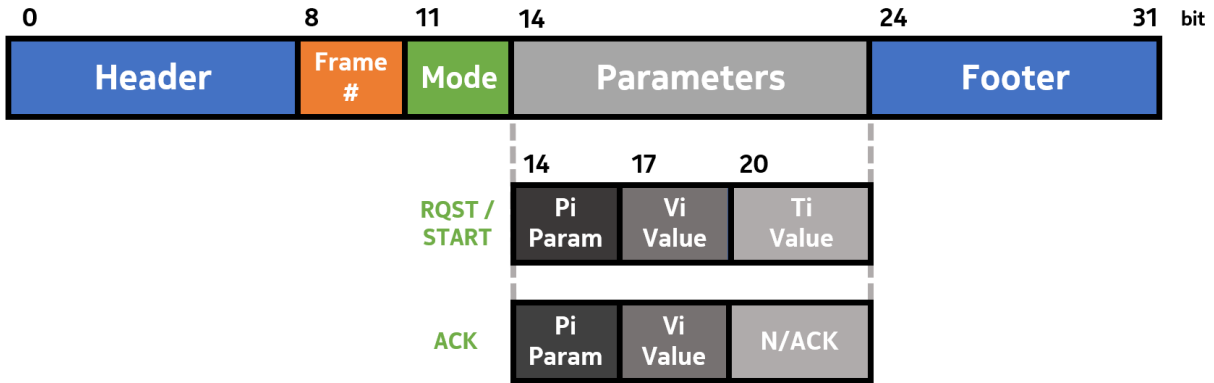 0 8 11 14 24 31 bit
Header Frame # Mode Parameters Footer
14 17 20
RQST / START Pi Param Vi Value Ti Value
ACK Pi Param Vi Value N/ACK